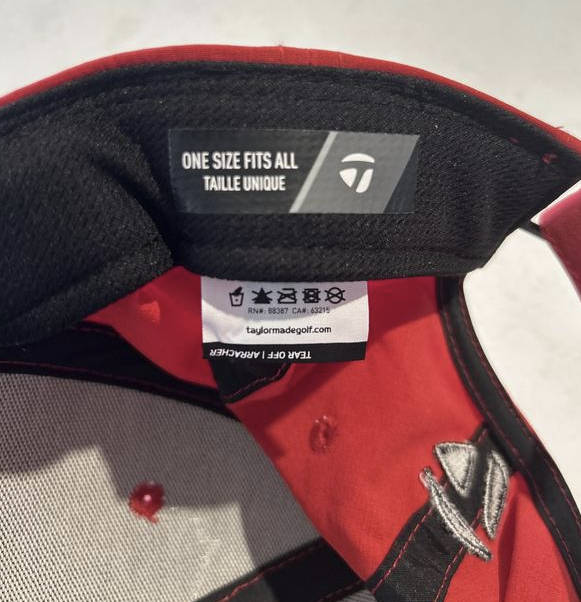 ONE SIZE FITS ALL
TAILLE UNIQUE
RN#: 88387 CA#: 63215
taylormadegolf.com
TEAR OFF | ARRACHER